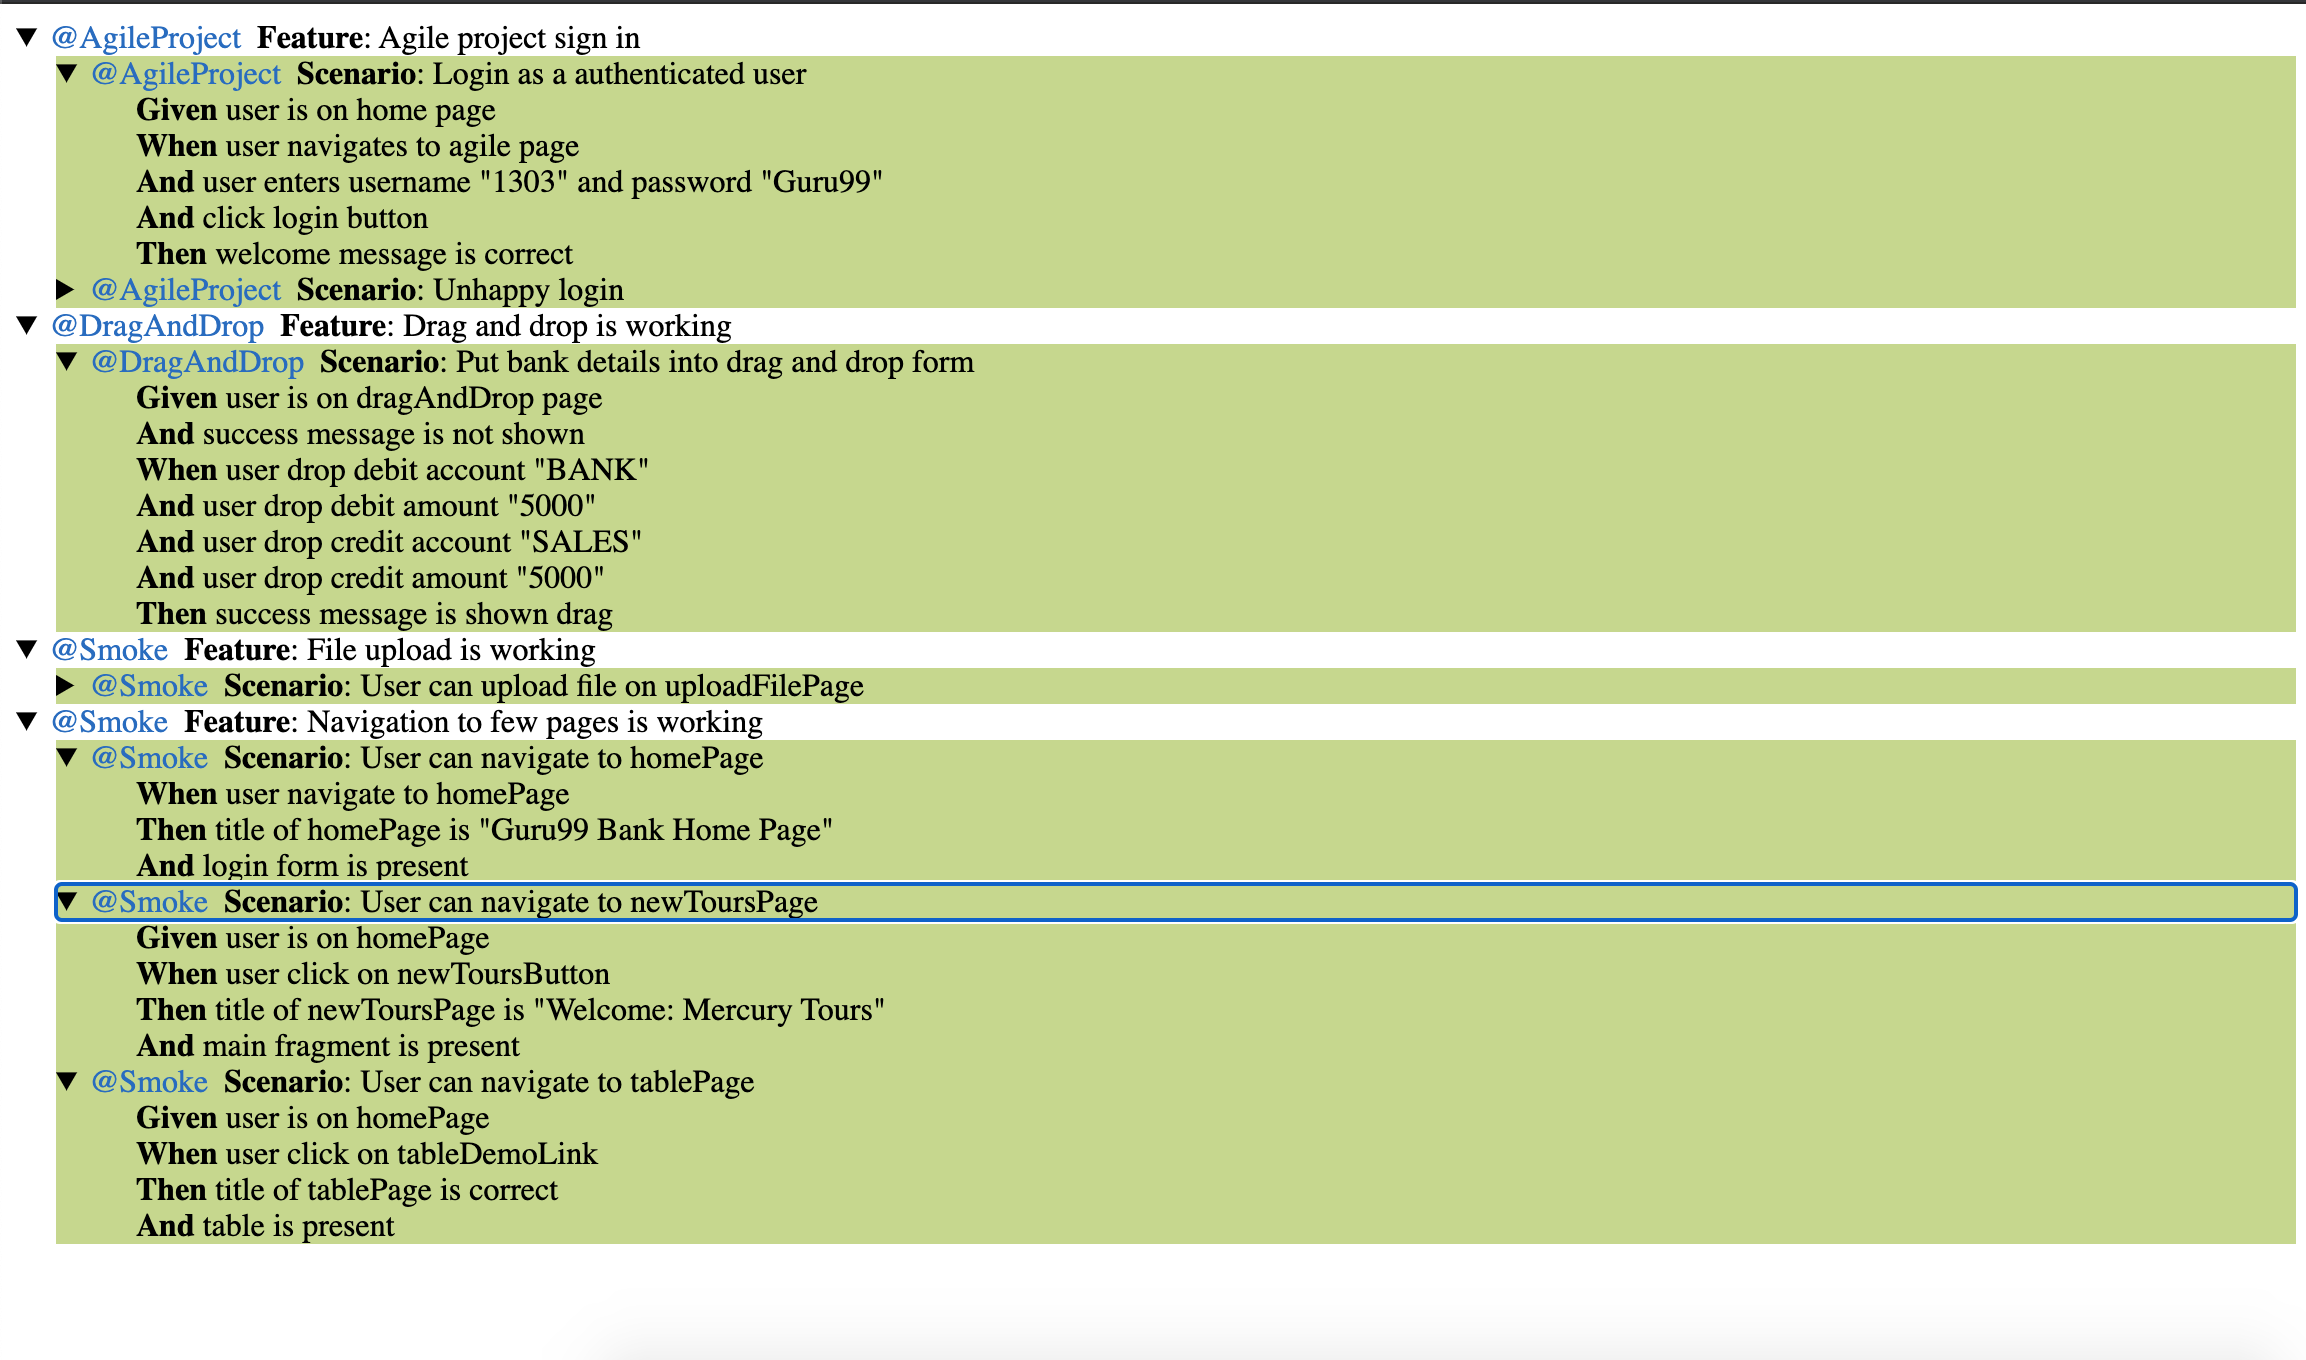 @AgileProject Feature: Agile project sign in
@AgileProject Scenario: Login as a authenticated user
Given user is on home page
When user navigates to agile page
And user enters username "1303" and password "Guru99"
And click login button
Then welcome message is correct
@AgileProject Scenario: Unhappy login
@DragAndDrop Feature: Drag and drop is working
@DragAndDrop Scenario: Put bank details into drag and drop form
Given user is on dragAndDrop page
And success message is not shown
When user drop debit account "BANK"
And user drop debit amount "5000"
And user drop credit account "SALES"
And user drop credit amount "5000"
Then success message is shown drag
@Smoke Feature: File upload is working
@Smoke Scenario: User can upload file on uploadFilePage
@Smoke Feature: Navigation to few pages is working
@Smoke Scenario: User can navigate to homePage
When user navigate to homePage
Then title of homePage is "Guru99 Bank Home Page"
And login form is present
@Smoke Scenario: User can navigate to newToursPage
Given user is on homePage
When user click on newToursButton
Then title of newToursPage is "Welcome: Mercury Tours"
And main fragment is present
@Smoke Scenario: User can navigate to tablePage
Given user is on homePage
When user click on tableDemoLink
Then title of tablePage is correct
And table is present